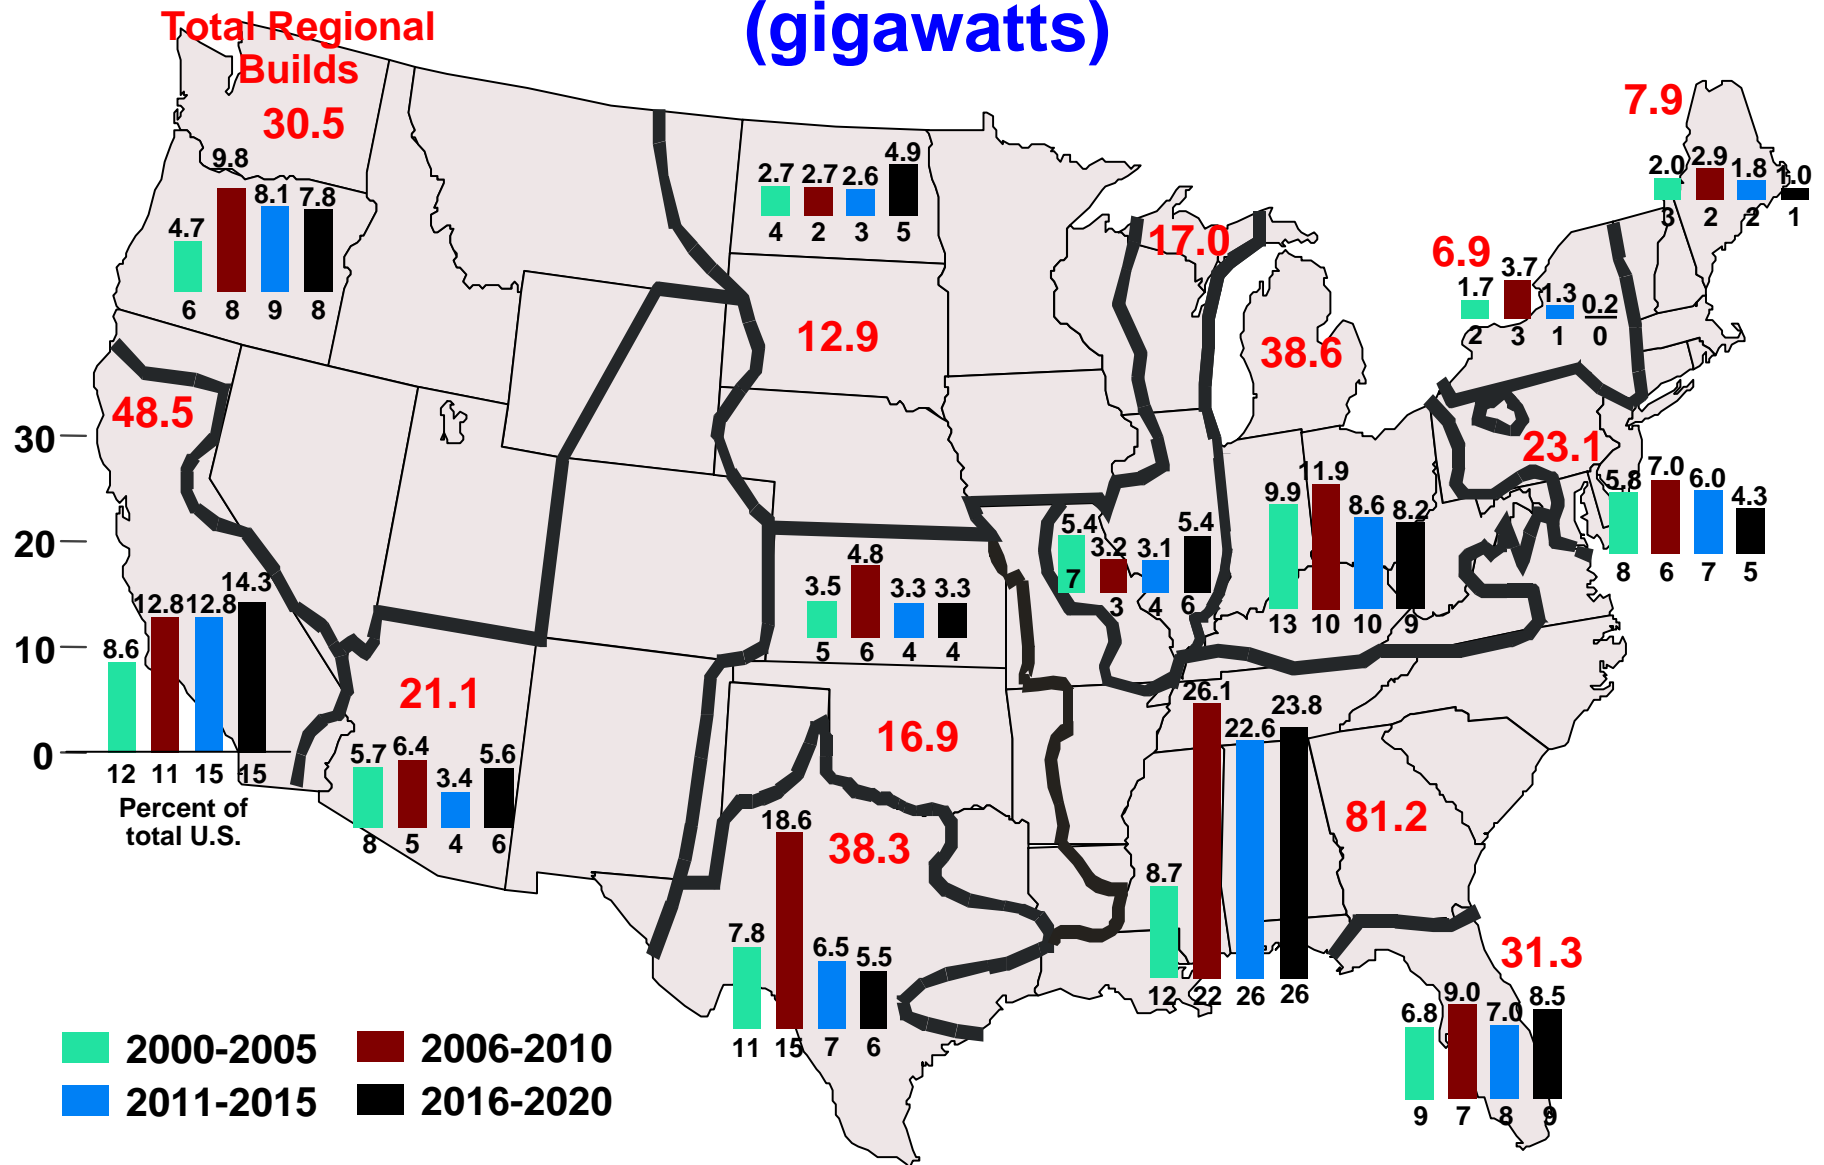 (gigawatts)
Total Regional
Builds
30.5
9.8
8.1 7.8
4.7
6 8 9 8
2.7 2.7 2.6 4.9
4 2 3 5
12.9
17.0
38.6
7.9
2.0 2.9 1.8 1.0
3 2 2 1
6.9
1.7 3.7 1.3 0.2
2 3 1 0
23.1
5.8 7.0 6.0 4.3
8 6 7 5
48.5
30
20
10
0
8.6 12.8 12.8 14.3
12 11 15 15
Percent of
total U.S.
21.1
5.7 6.4 3.4 5.6
8 5 4 6
3.5 4.8 3.3 3.3
5 6 4 4
16.9
5.4 3.2 3.1 5.4
7 3 4 6
9.9 11.9 8.6 8.2
13 10 10 9
38.3
7.8 18.6 6.5 5.5
11 15 7 6
81.2
8.7 26.1 22.6 23.8
12 22 26 26
31.3
6.8 9.0 7.0 8.5
9 7 8 9
2000-2005 2006-2010
2011-2015 2016-2020